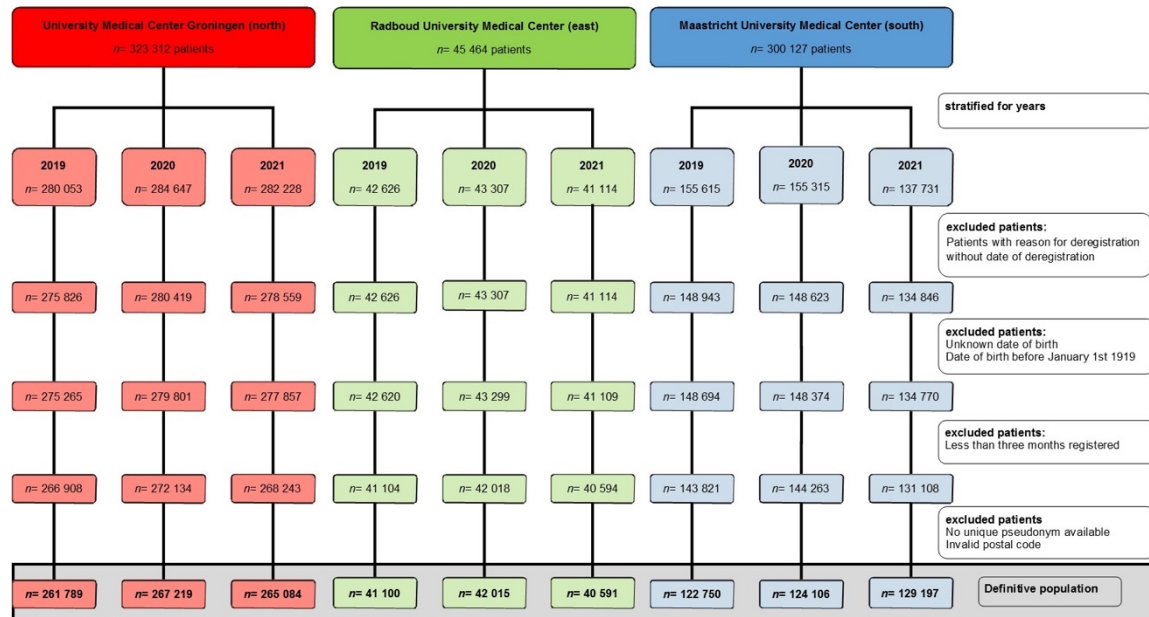 University Medical Center Groningen (north)
n= 323 312 patients
Radboud University Medical Center (east)
n= 45 464 patients
Maastricht University Medical Center (south)
n= 300 127 patients
stratified for years
2019
n= 280 053
2020
n= 284 647
2021
n= 282 228
2019
n= 42 626
2020
n= 43 307
2021
n= 41 114
2019
n= 155 615
2020
n= 155 315
2021
n= 137 731
excluded patients:
Patients with reason for deregistration
without date of deregistration
n= 275 826
n= 280 419
n= 278 559
n= 42 626
n= 43 307
n= 41 114
n= 148 943
n= 148 623
n= 134 846
excluded patients:
Unknown date of birth
Date of birth before January 1st 1919
n= 275 265
n= 279 801
n= 277 857
n= 42 620
n= 43 299
n= 41 109
n= 148 694
n= 148 374
n= 134 770
excluded patients:
Less than three months registered
n= 266 908
n= 272 134
n= 268 243
n= 41 104
n= 42 018
n= 40 594
n= 143 821
n= 144 263
n= 131 108
excluded patients
No unique pseudonym available
Invalid postal code
n= 261 789
n= 267 219
n= 265 084
n= 41 100
n= 42 015
n= 40 591
n= 122 750
n= 124 106
n= 129 197
Definitive population